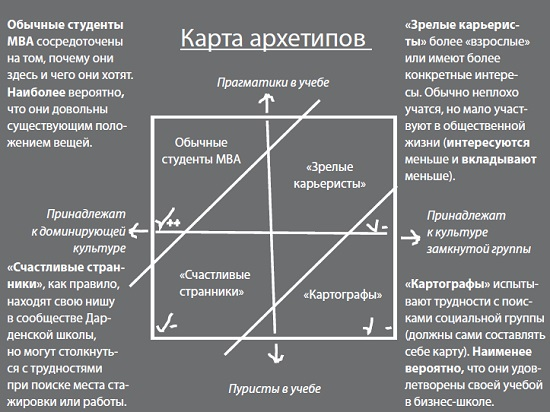 Обычные студенты
MBA сосредоточены
на том, почему они
здесь и чего они хотят.
Наиболее вероятно,
что они довольны
существующим поло-
жением вещей.
Карта архетипов
«Зрелые карьерис-
ты» более «взрослые»
или имеют более
конкретные интере-
сы. Обычно неплохо
учатся, но мало участ-
вуют в общественной
жизни (интересуются
меньше и вкладывают
меньше).
Прагматики в учебе
Обычные
студенты MBA
«Зрелые
карьеристы»
Принадлежат
к доминирующей
культуре
++
-
Принадлежат
к культуре
замкнутой группы
«Счастливые
странники»
«Картографы»
-
-
Пуристы в учебе
«Счастливые стран-
ники», как правило,
находят свою нишу
в сообществе Дар-
денской школы,
но могут столкнуть-
ся с трудностями
при поиске места ста-
жировки или работы.
«Картографы» испыты-
вают трудности с поис-
ками социальной группы
(должны сами составлять
себе карту). Наименее
вероятно, что они удов-
летворены своей учебой
в бизнес-школе.